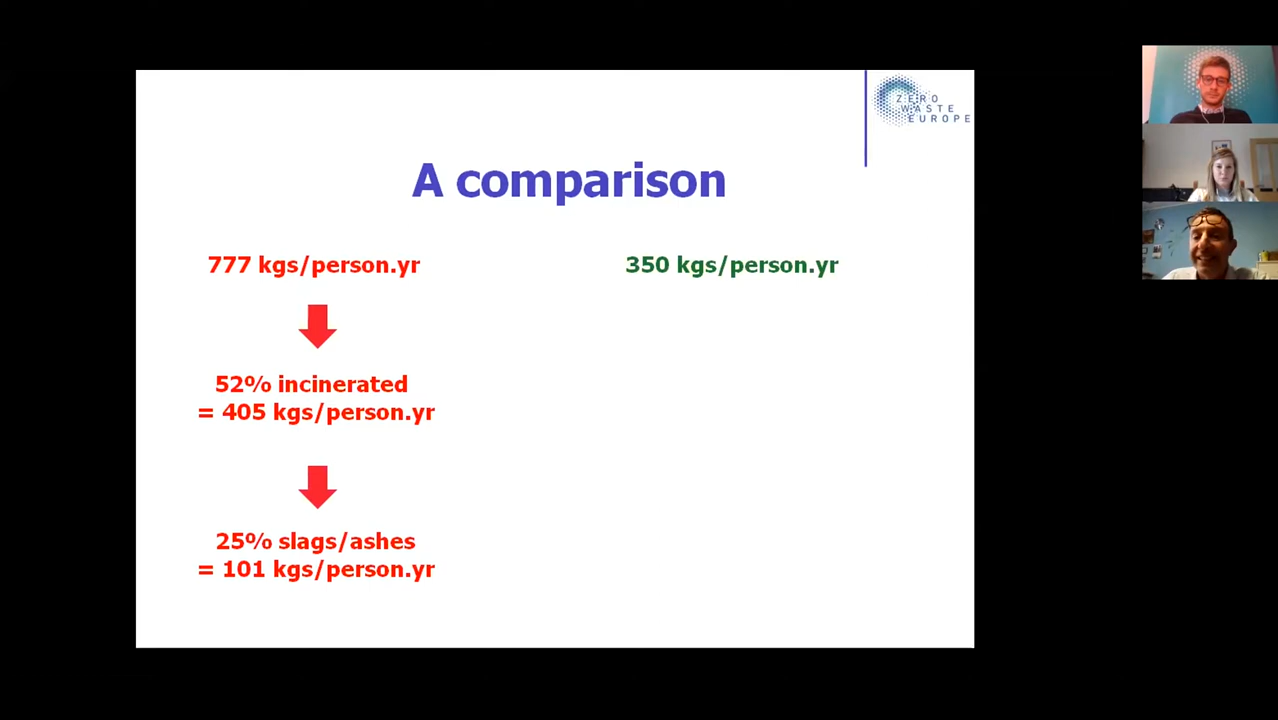 ZERO
WASTE
EUROPE
A comparison
777 kgs/person.yr
350 kgs/person.yr
52% incinerated
= 405 kgs/person.yr
25% slags/ashes
= 101 kgs/person.yr